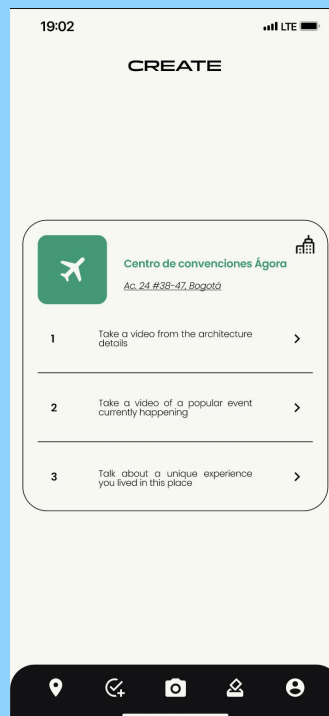 19:02
LTE
CREATE
Centro de convenciones Ágora
Ac. 24 #38-47, Bogotá
1
Take a video from the architecture
details
2
Take a video of a popular event
currently happening
3
Talk about a unique experience
you lived in this place